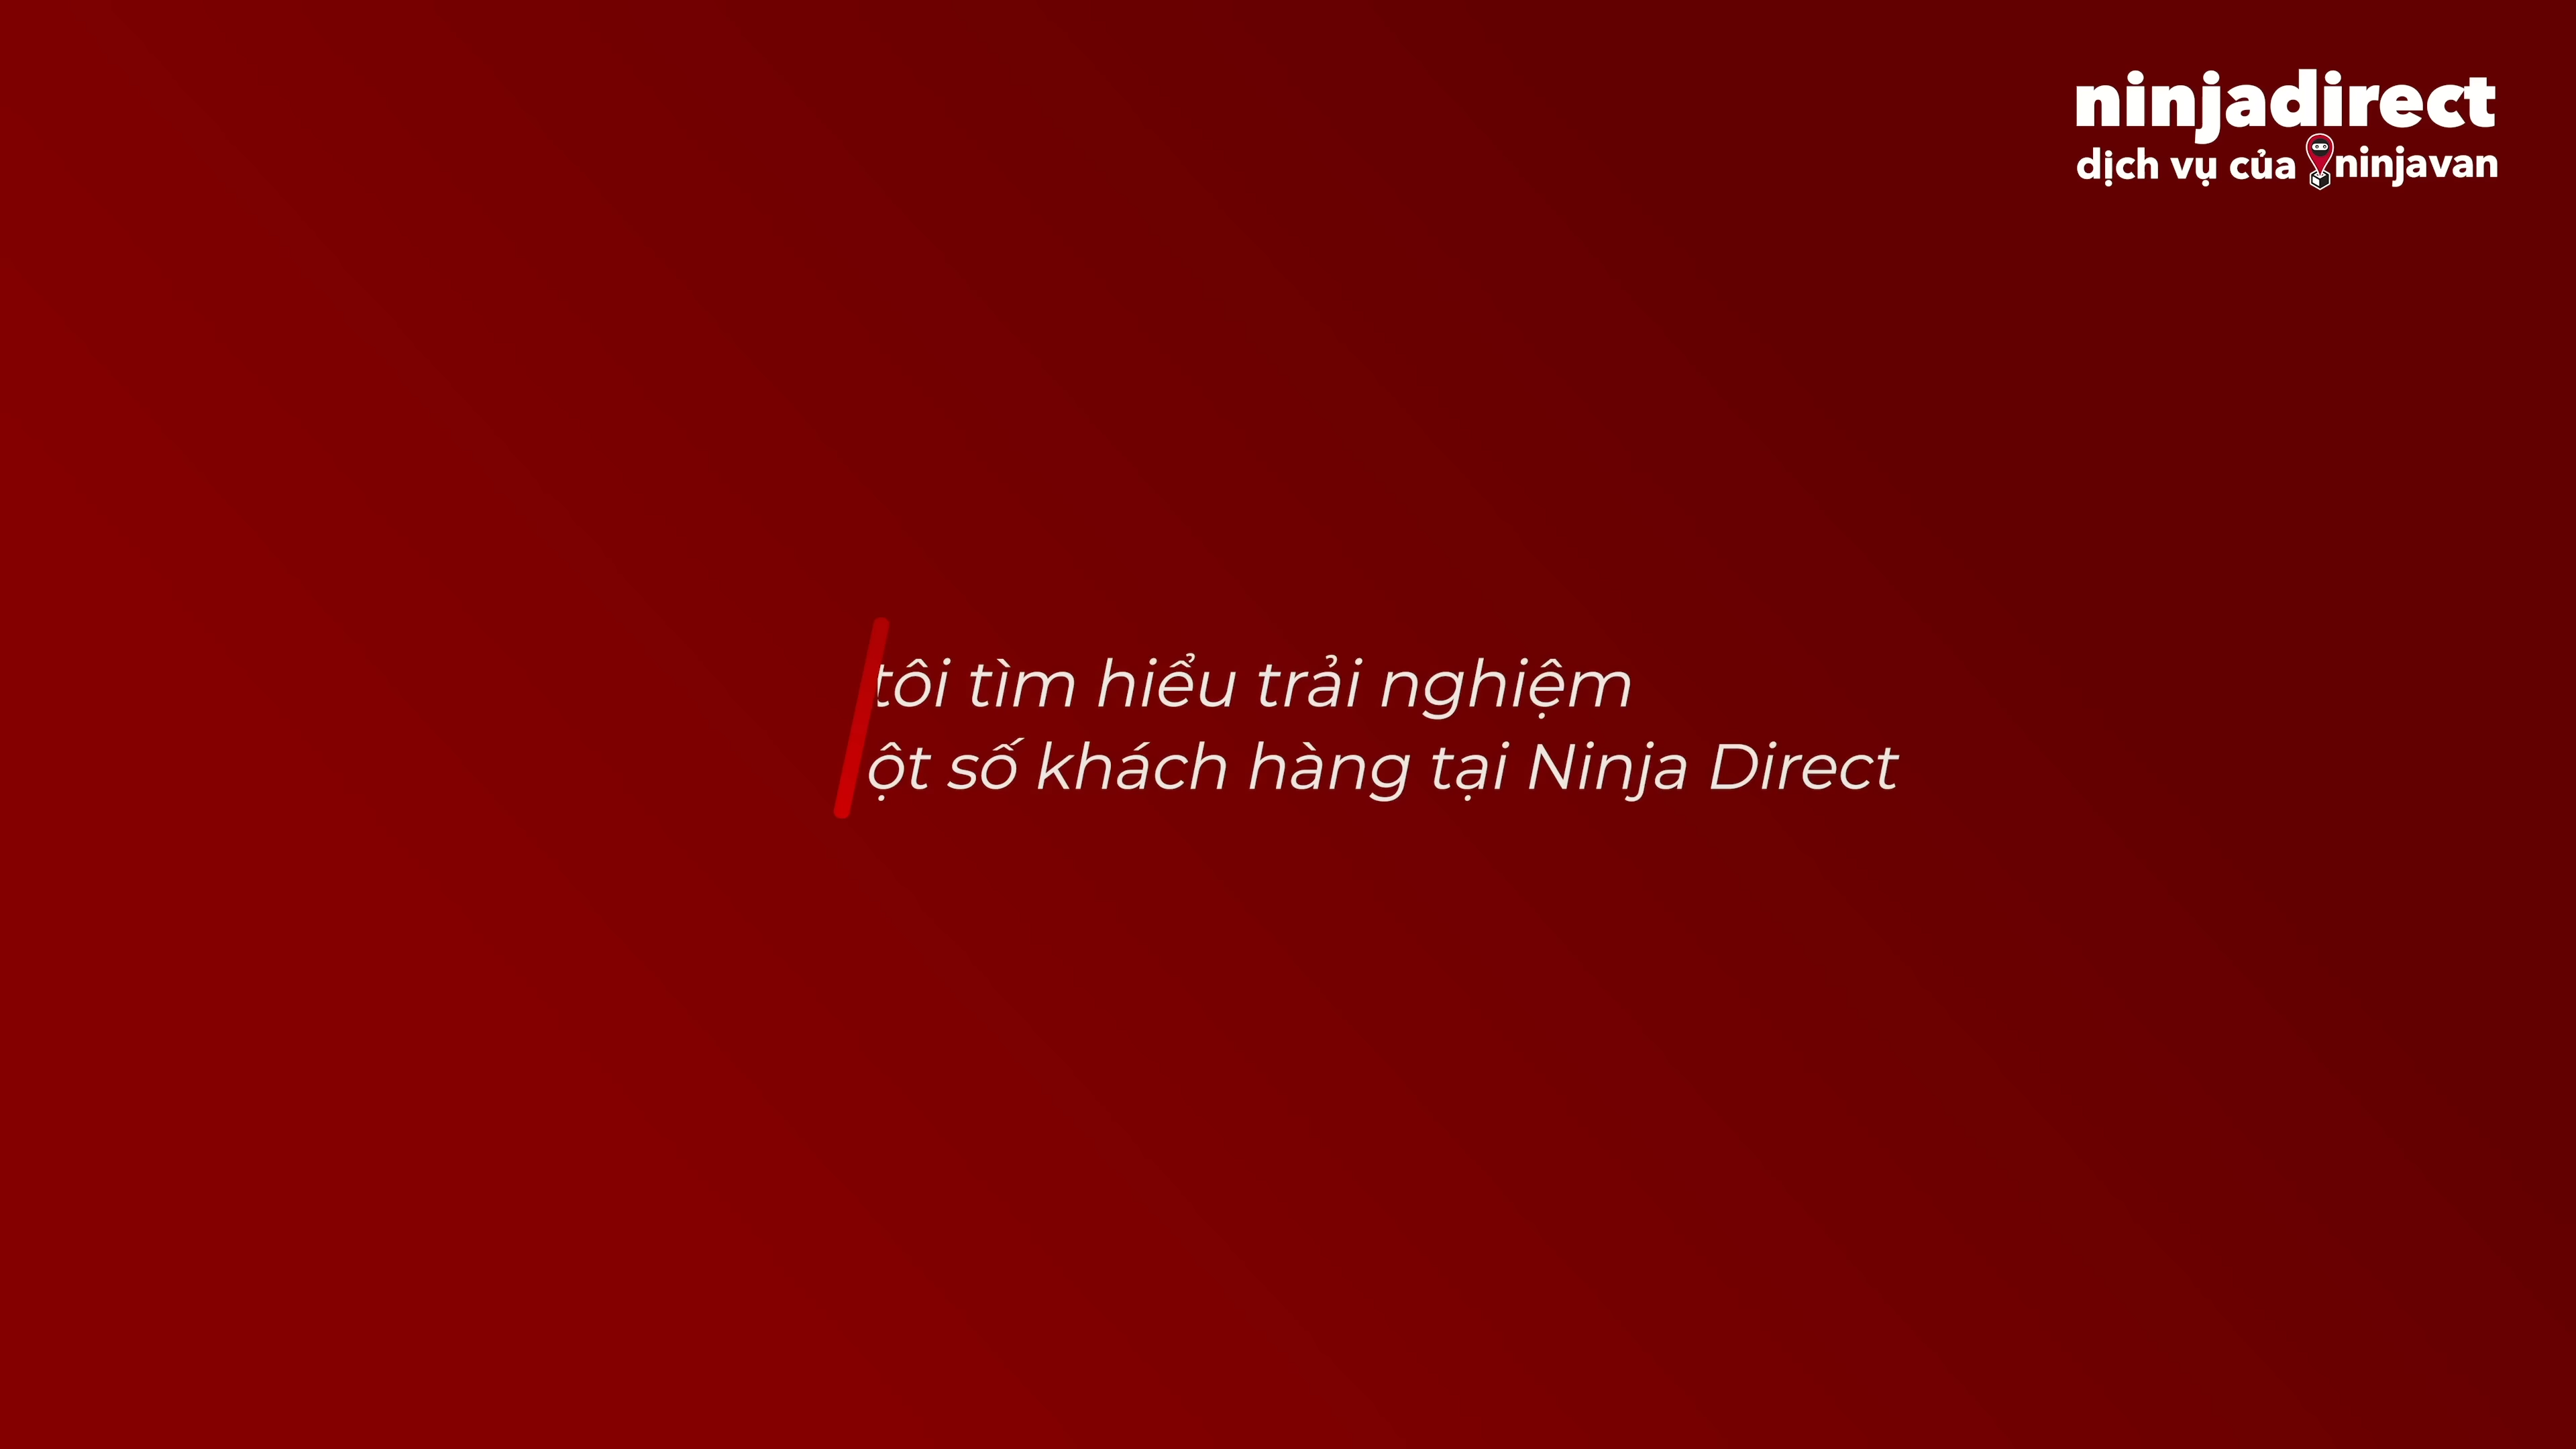 ninjadirect
dịch vụ của ninjavan
tôi tìm hiểu trải nghiệm
ột số khách hàng tại Ninja Direct